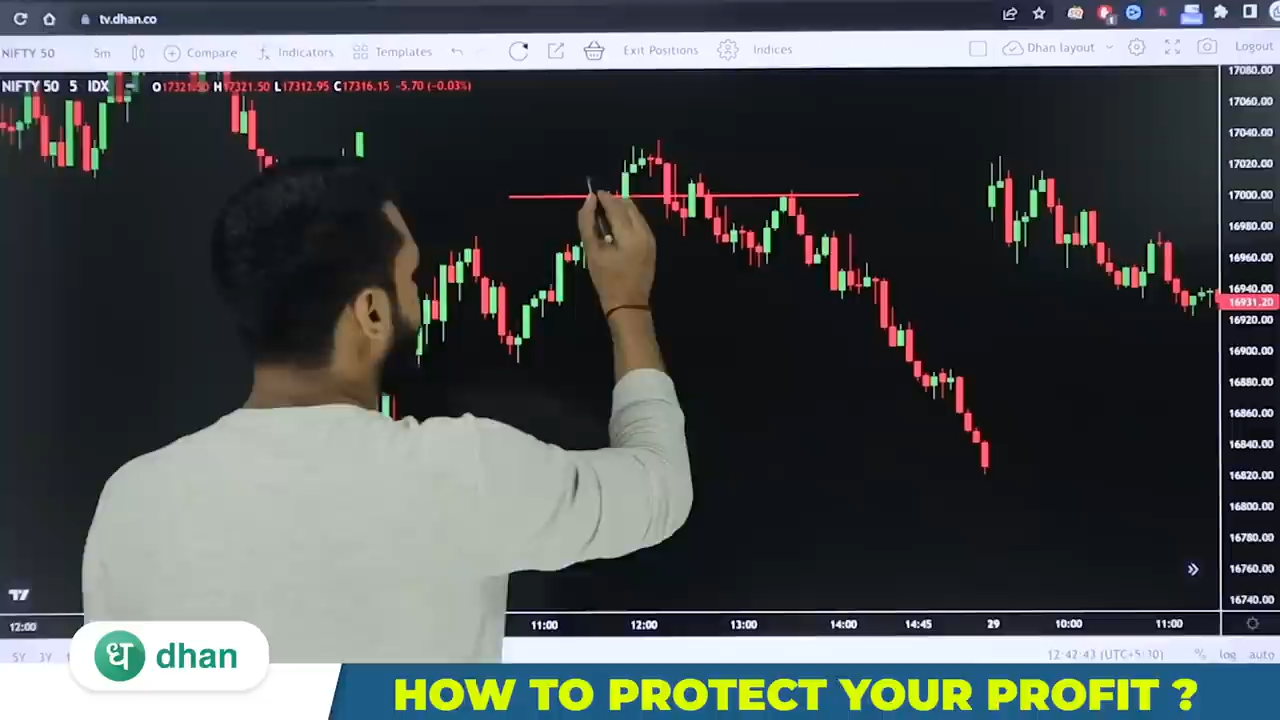 tv.dhan.co
NIFTY 50 5m Compare Indicators Templates Exit Positions Indices Dhan layout Logout
NIFTY 50 5 IDX O17321.50 H17321.50 L17312.95 C17316.15 -5.70 (-0.03%)
17080.00
17060.00
17040.00
17020.00
17000.00
16980.00
16960.00
16940.00
16931.20
16920.00
16900.00
16880.00
16860.00
16840.00
16820.00
16800.00
16780.00
16760.00
16740.00
12:00 11:00 12:00 13:00 14:00 14:45 29 10:00 11:00
5Y 3Y 12:42:43 (UTC+5:30) % log auto
ध dhan
HOW TO PROTECT YOUR PROFIT ?